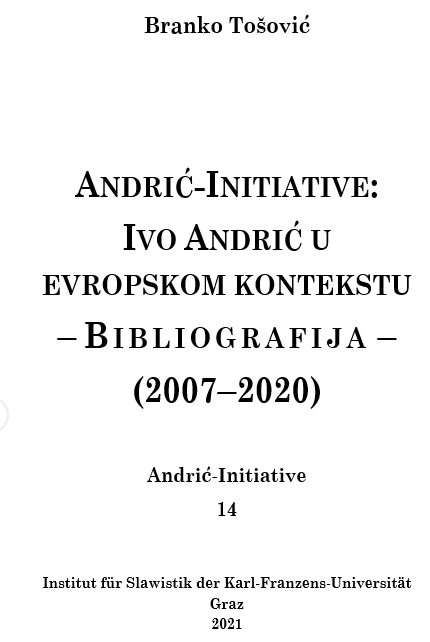 Branko Tošović
ANDRIĆ-INITIATIVE:
IVO ANDRIĆ U
EVROPSKOM KONTEKSTU
– BIBLIOGRAFIJA –
(2007–2020)
Andrić-Initiative
14
Institut für Slawistik der Karl-Franzens-Universität
Graz
2021